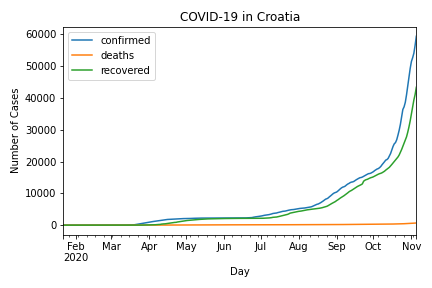 COVID-19 in Croatia
confirmed
deaths
recovered
Number of Cases
60000
50000
40000
30000
20000
10000
0
Feb Mar Apr May Jun Jul Aug Sep Oct Nov
2020
Day